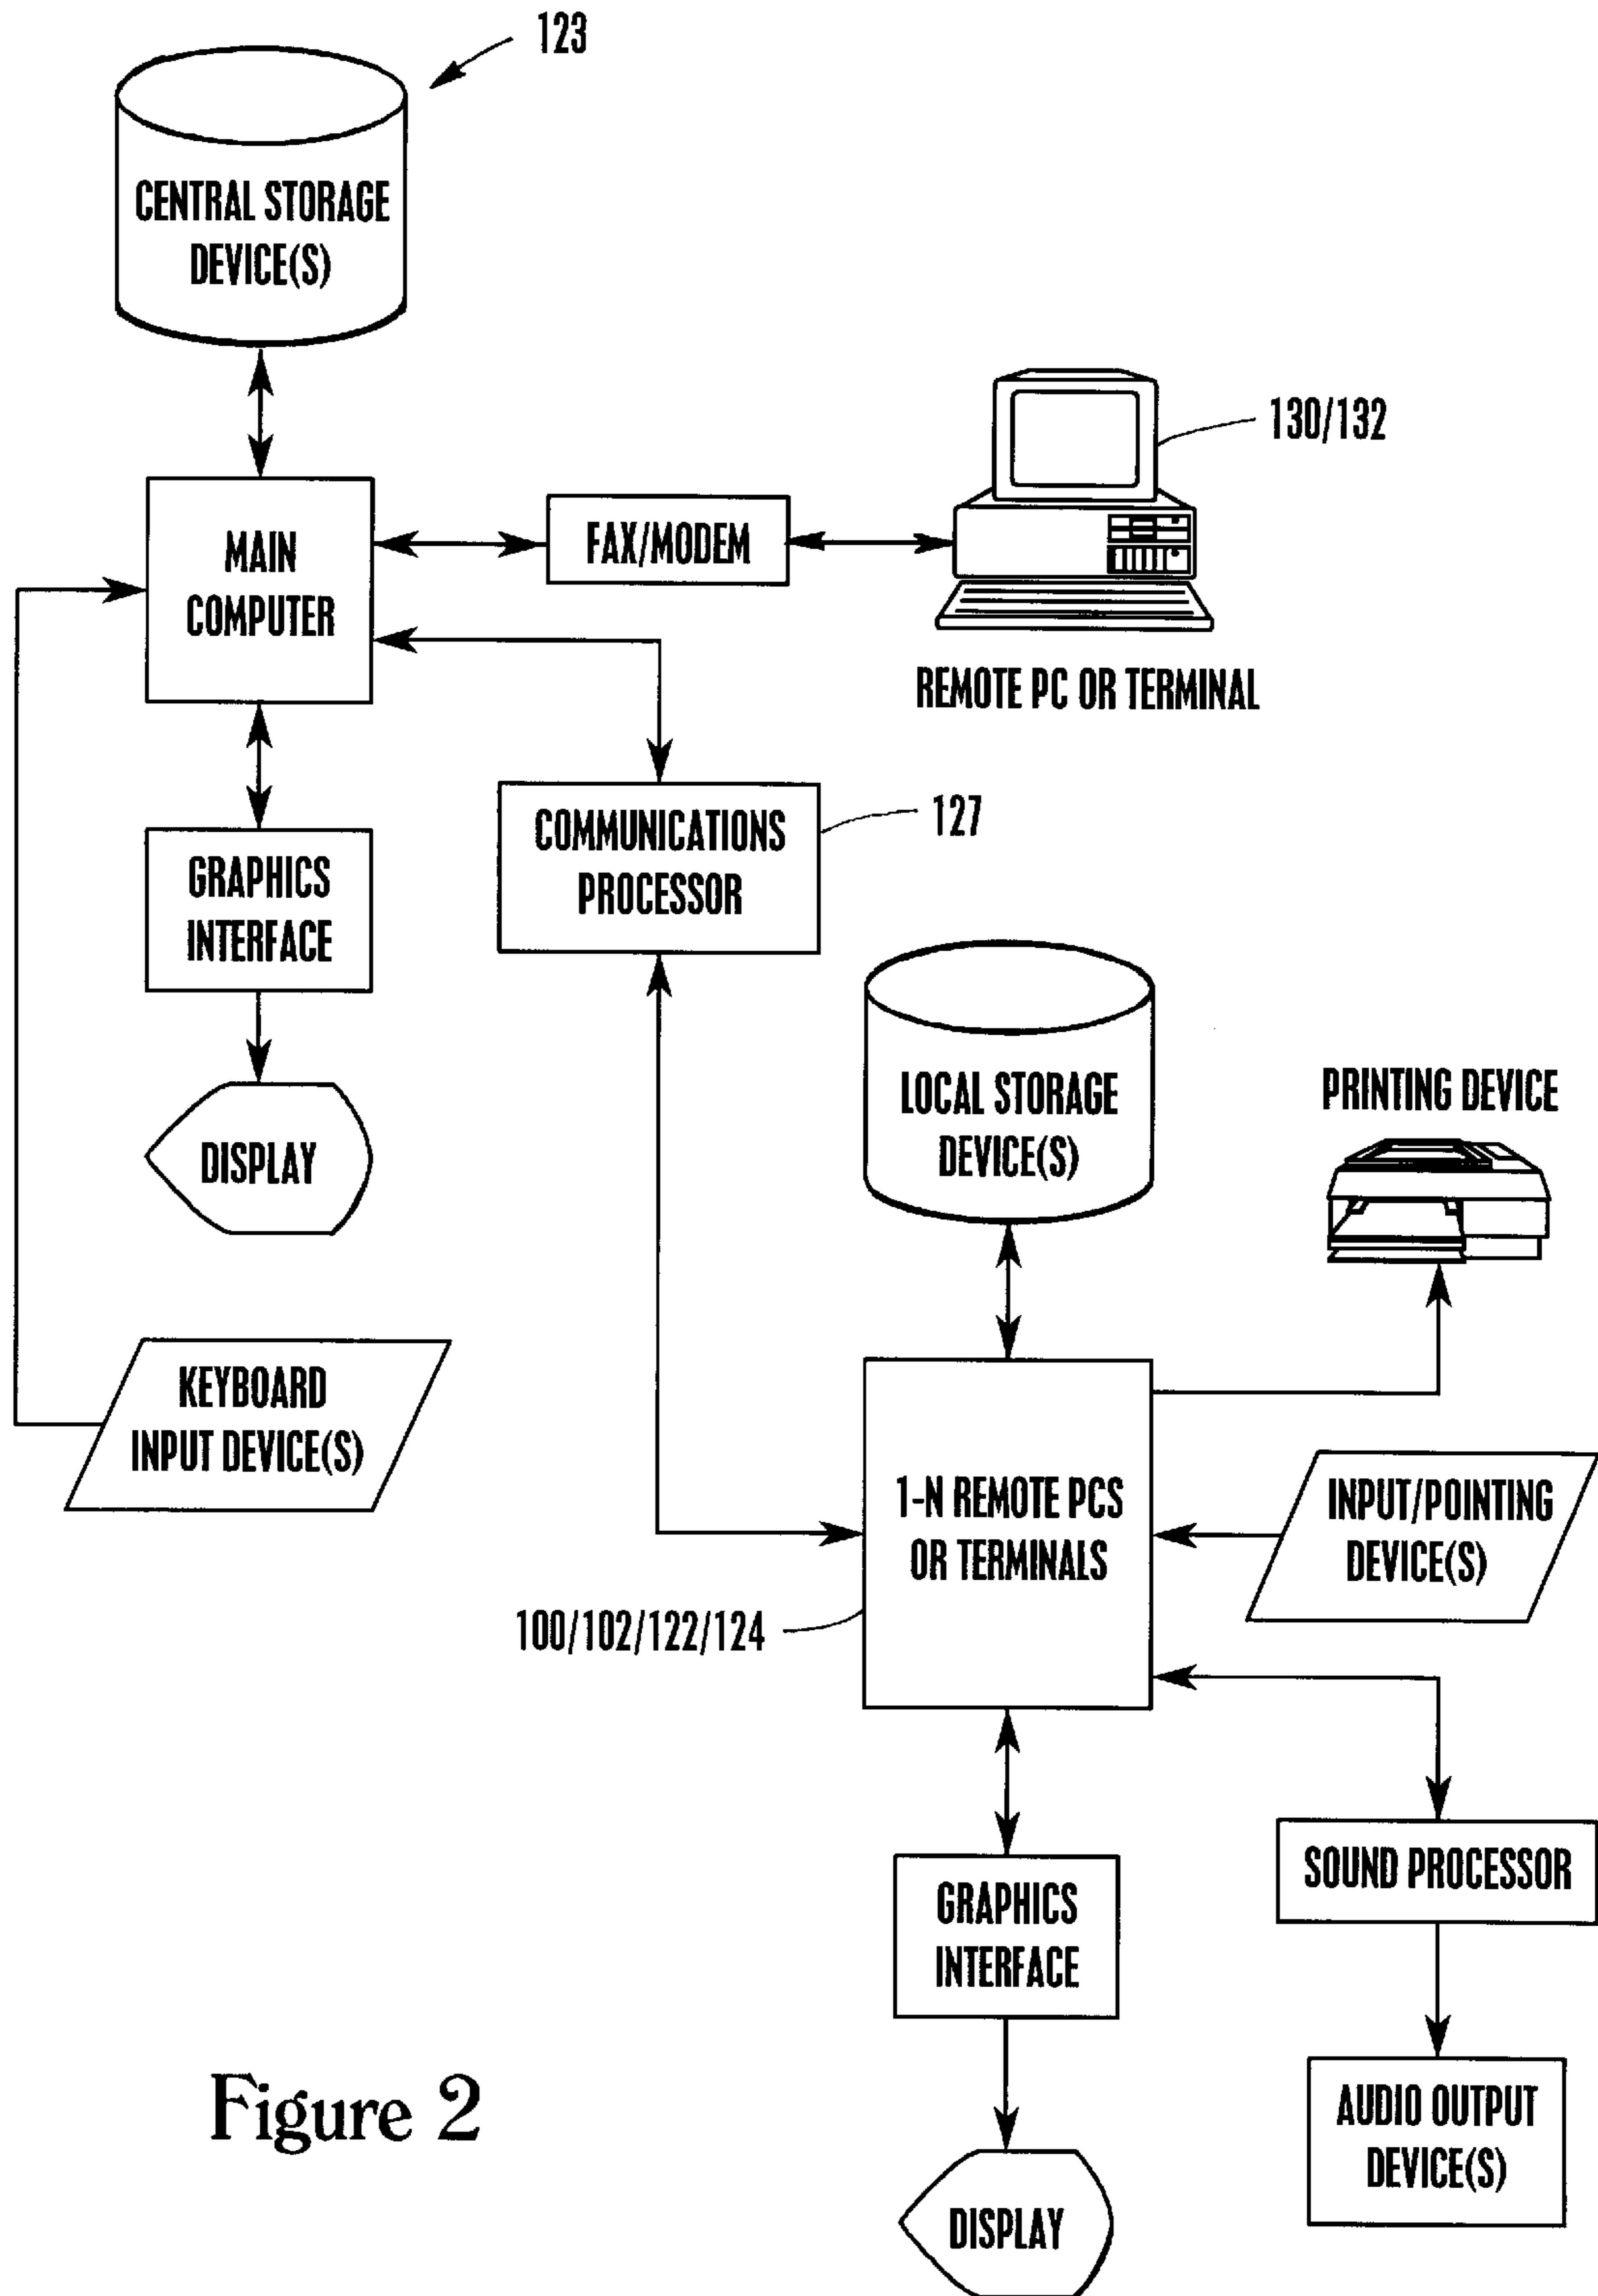 123
CENTRAL STORAGE
DEVICE(S)
130/132
MAIN
COMPUTER
FAX/MODEM
REMOTE PC OR TERMINAL
COMMUNICATIONS
PROCESSOR
127
GRAPHICS
INTERFACE
DISPLAY
LOCAL STORAGE
DEVICE(S)
PRINTING DEVICE
KEYBOARD
INPUT DEVICE(S)
1-N REMOTE PCS
OR TERMINALS
INPUT/POINTING
DEVICE(S)
100/102/122/124
GRAPHICS
INTERFACE
SOUND PROCESSOR
AUDIO OUTPUT
DEVICE(S)
DISPLAY
Figure 2